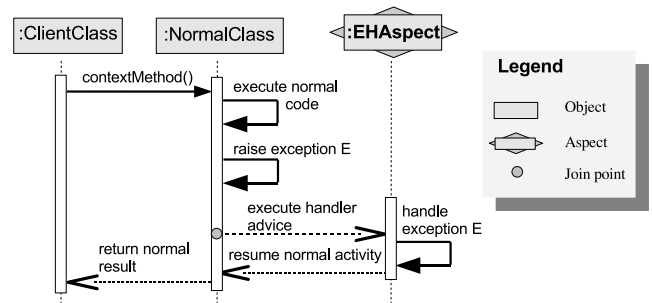 :ClientClass
:NormalClass
:EHAspect
contextMethod()
execute normal
code
raise exception E
execute handler
advice
handle
exception E
return normal
result
resume normal activity
Legend
Object
Aspect
Join point